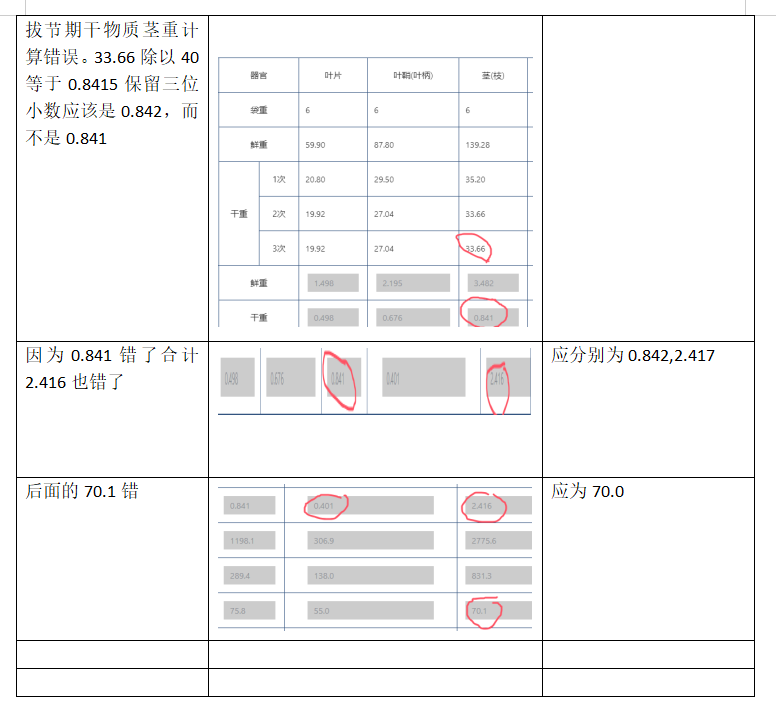 拔节期干物质茎重计
算错误。33.66 除以 40
等于 0.8415 保留三位
小数应该是 0.842，而
不是 0.841
器官 叶片 叶鞘(叶柄) 茎(枝)
袋重 6 6 6
鲜重 59.90 87.80 139.28
干重
1次 20.80 29.50 35.20
2次 19.92 27.04 33.66
3次 19.92 27.04 33.66
鲜重 1.498 2.195 3.482
干重 0.498 0.676 0.841
因为 0.841 错了合计
2.416 也错了
0.498 0.676 0.841 0.401 2.416
应分别为 0.842,2.417
后面的 70.1 错
0.841 0.401 2.416
1198.1 306.9 2775.6
289.4 138.0 831.3
75.8 55.0 70.1
应为 70.0